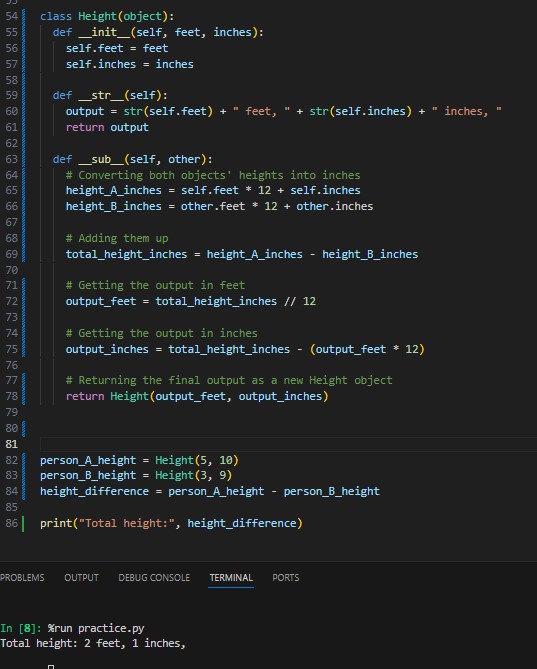 53
54 class Height(object):
55 def __init__(self, feet, inches):
56 self.feet = feet
57 self.inches = inches
58
59 def __str__(self):
60 output = str(self.feet) + " feet, " + str(self.inches) + " inches, "
61 return output
62
63 def __sub__(self, other):
64 # Converting both objects' heights into inches
65 height_A_inches = self.feet * 12 + self.inches
66 height_B_inches = other.feet * 12 + other.inches
67
68 # Adding them up
69 total_height_inches = height_A_inches - height_B_inches
70
71 # Getting the output in feet
72 output_feet = total_height_inches // 12
73
74 # Getting the output in inches
75 output_inches = total_height_inches - (output_feet * 12)
76
77 # Returning the final output as a new Height object
78 return Height(output_feet, output_inches)
79
80
81
82 person_A_height = Height(5, 10)
83 person_B_height = Height(3, 9)
84 height_difference = person_A_height - person_B_height
85
86 print("Total height:", height_difference)
PROBLEMS OUTPUT DEBUG CONSOLE TERMINAL PORTS
In [8]: %run practice.py
Total height: 2 feet, 1 inches,